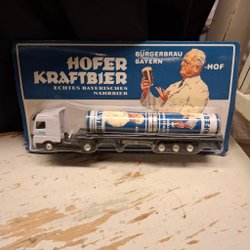 HOFER
KRAFTBIER
ECHTES BAYERISCHES
NÄHRBIER
BÜRGERBRÄU
BAYERN
-HOF